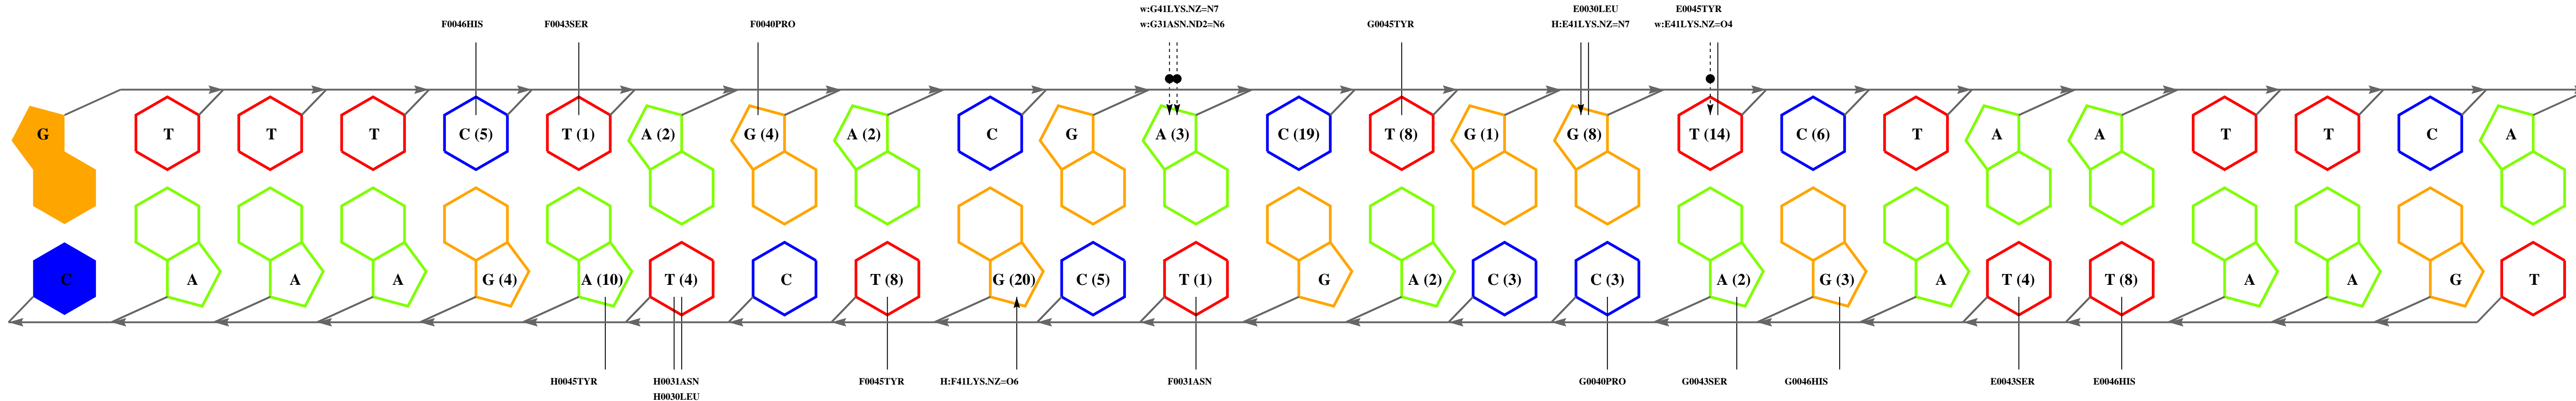 w:G41LYS.NZ=N7 E0030LEU E0045TYR
F0046HIS F0043SER F0040PRO w:G31ASN.ND2=N6 G0045TYR H:E41LYS.NZ=N7 w:E41LYS.NZ=O4
G T T T C (5) T (1) A (2) G (4) A (2) C G A (3) C (19) T (8) G (1) G (8) T (14) C (6) T A A T T C A
C A A A G (4) A (10) T (4) C T (8) G (20) C (5) T (1) G A (2) C (3) C (3) A (2) G (3) A T (4) T (8) A A G T
H0045TYR H0031ASN F0045TYR H:F41LYS.NZ=O6 F0031ASN G0040PRO G0043SER G0046HIS E0043SER E0046HIS
H0030LEU